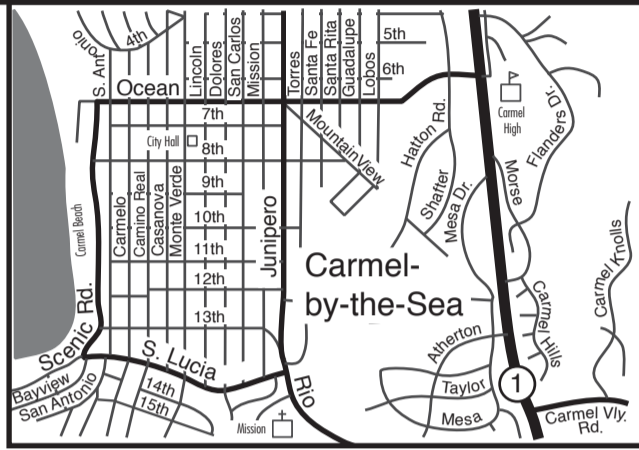 S. Antonio
4th
Lincoln
Dolores
San Carlos
Mission
Torres
Santa Fe
Santa Rita
Guadalupe
Lobos
5th
6th
Ocean
7th
City Hall
8th
Mountain View
Hatton Rd.
Carmel
High
Flanders Dr.
9th
Carmelo
Camino Real
Casanova
Monte Verde
10th
11th
12th
13th
Junipero
Carmel Beach
Shafter
Mesa Dr.
Morse
Carmel-
by-the-Sea
Carmel Knolls
Carmel Hills
Scenic Rd.
S. Lucia
Atherton
Taylor
Mesa
1
Bayview
San Antonio
14th
15th
Rio
Mission
Carmel Vly.
Rd.